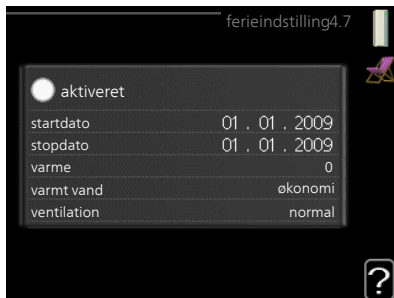 ferieindstilling4.7
aktiveret
startdato 01 . 01 . 2009
stopdato 01 . 01 . 2009
varme 0
varmt vand økonomi
ventilation normal
?